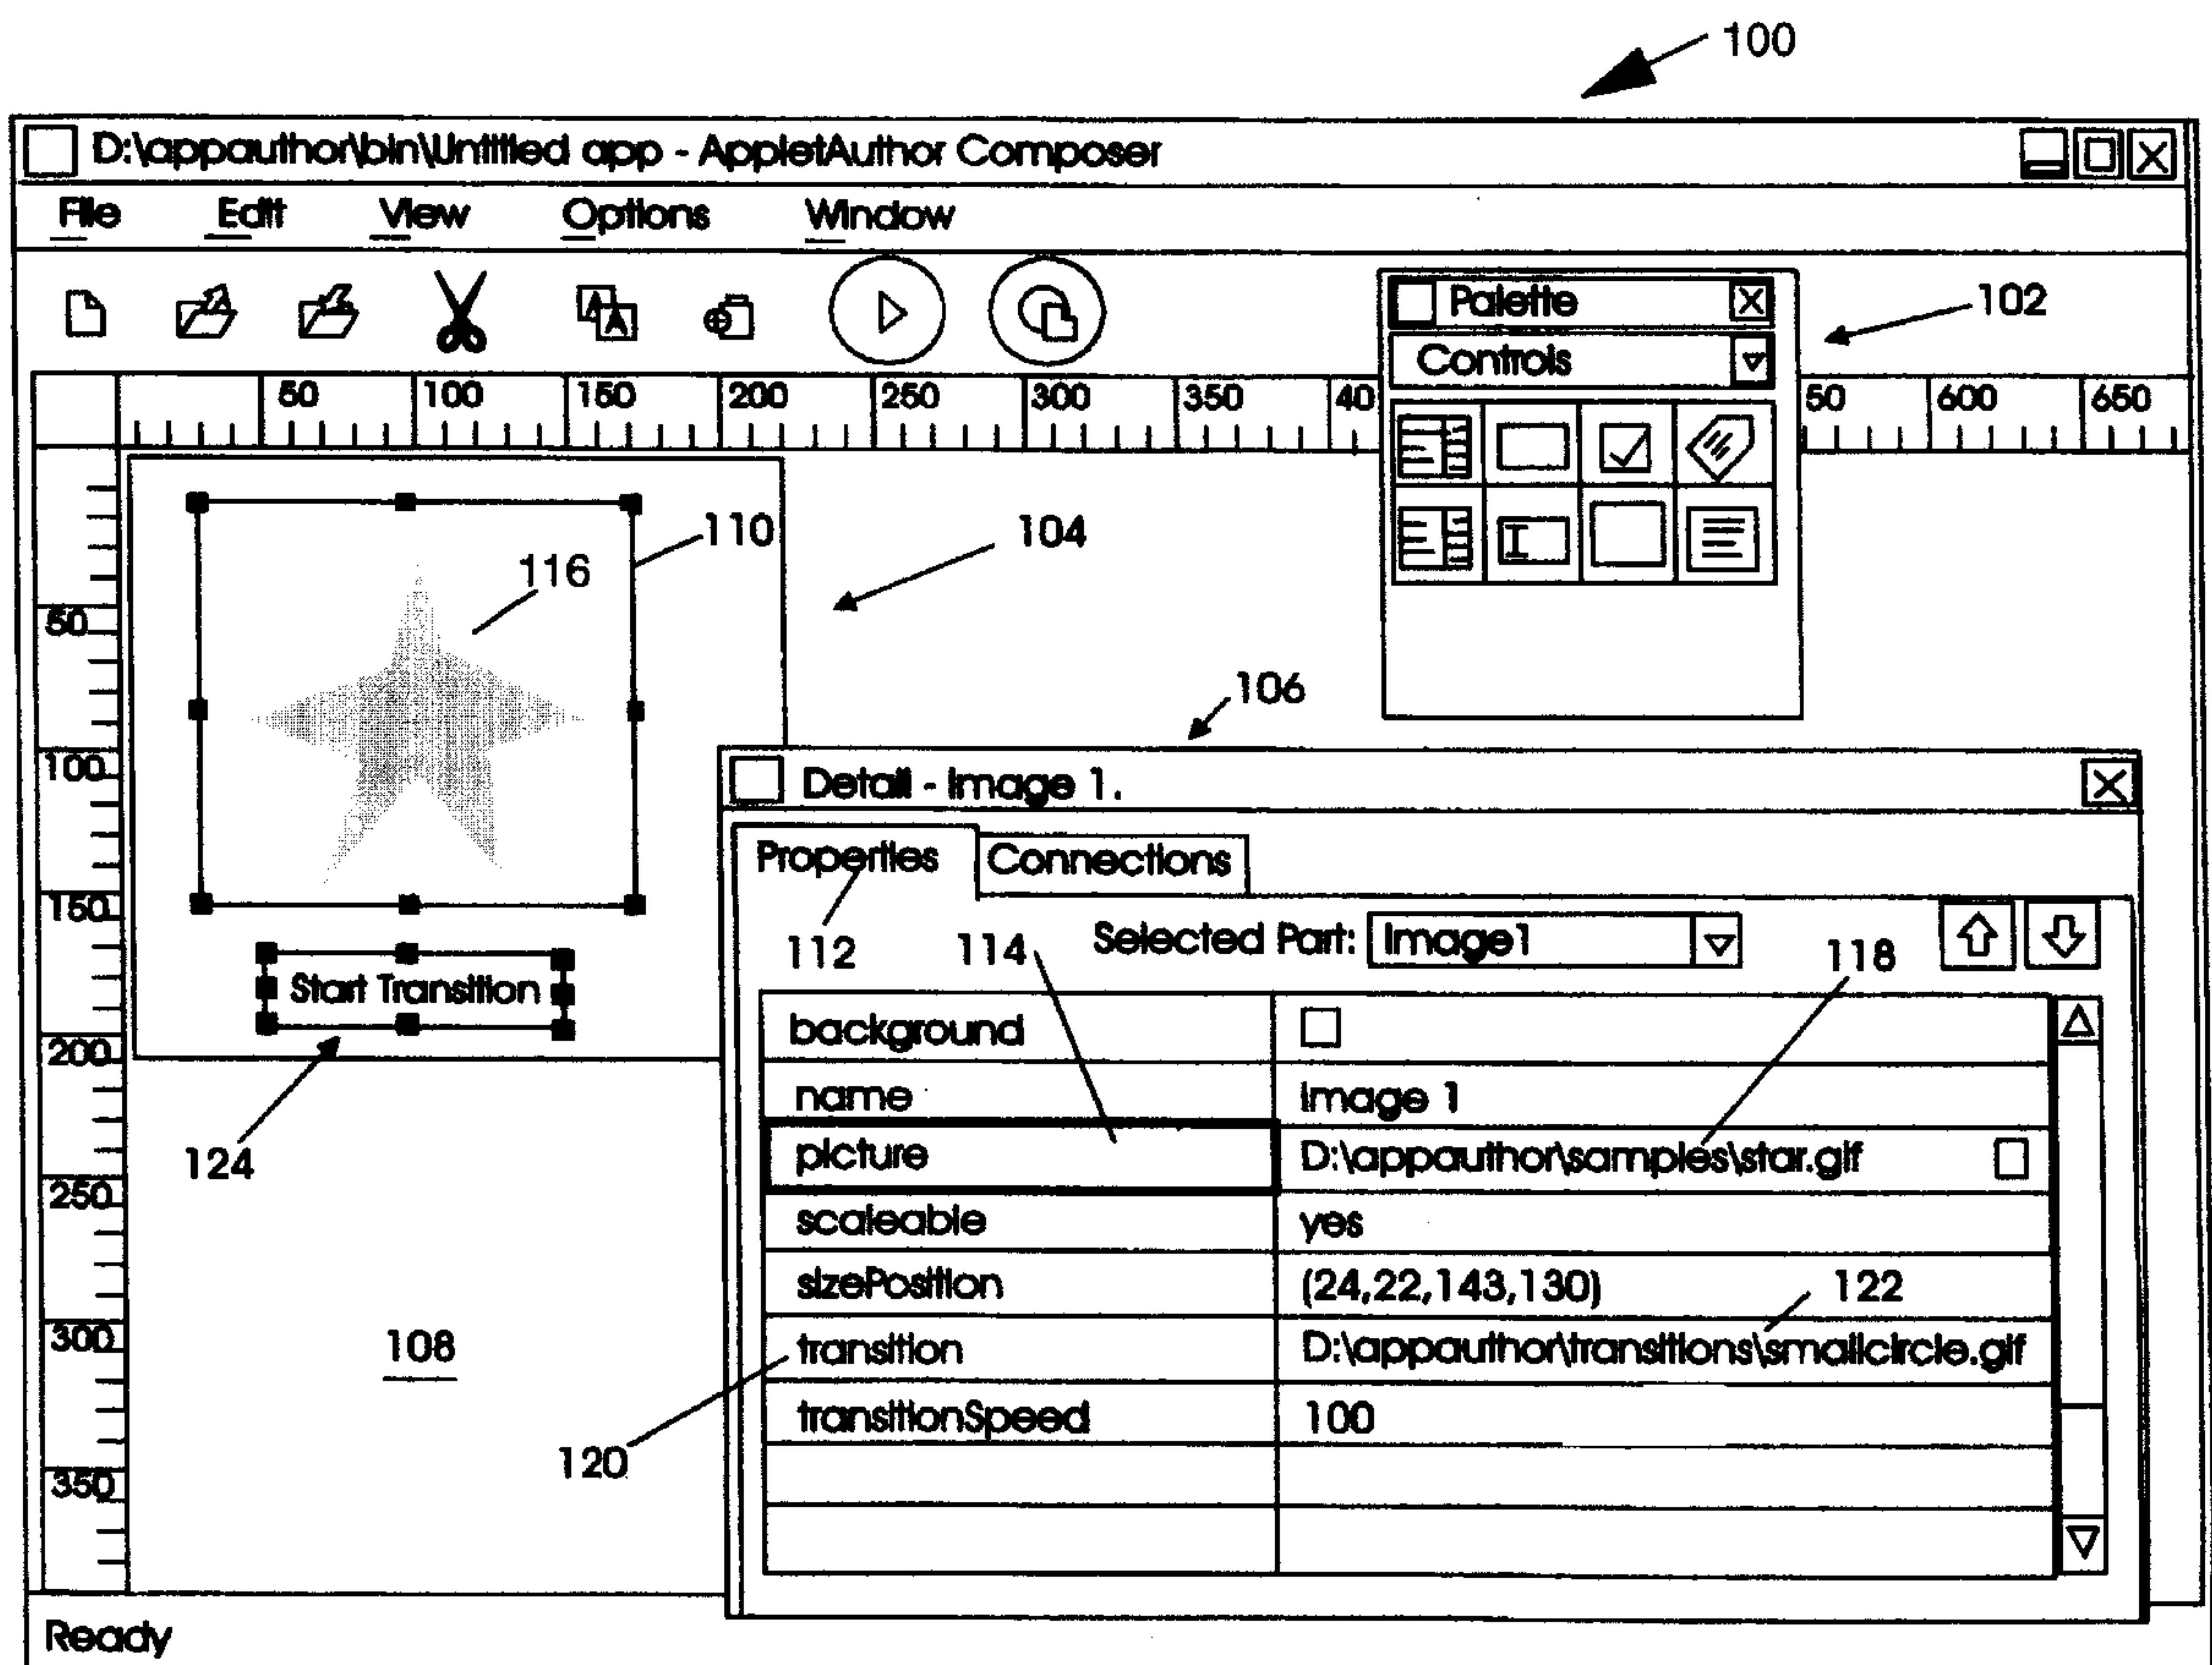 100
D:\appauthor\bin\Untitled app - AppletAuthor Composer
File Edit View Options Window
Palette
102
Controls
50 100 150 200 250 300 350 40 50 600 650
110
104
116
50
106
100
Detail - Image 1.
Properties Connections
150
112 114 Selected Part: Image1 118
Start Transition
background
200
name Image 1
124
picture D:\appauthor\samples\star.gif
250
scaleable yes
sizePosition (24,22,143,130) 122
300
108
transition D:\appauthor\transitions\smallcircle.gif
transitionSpeed 100
120
350
Ready